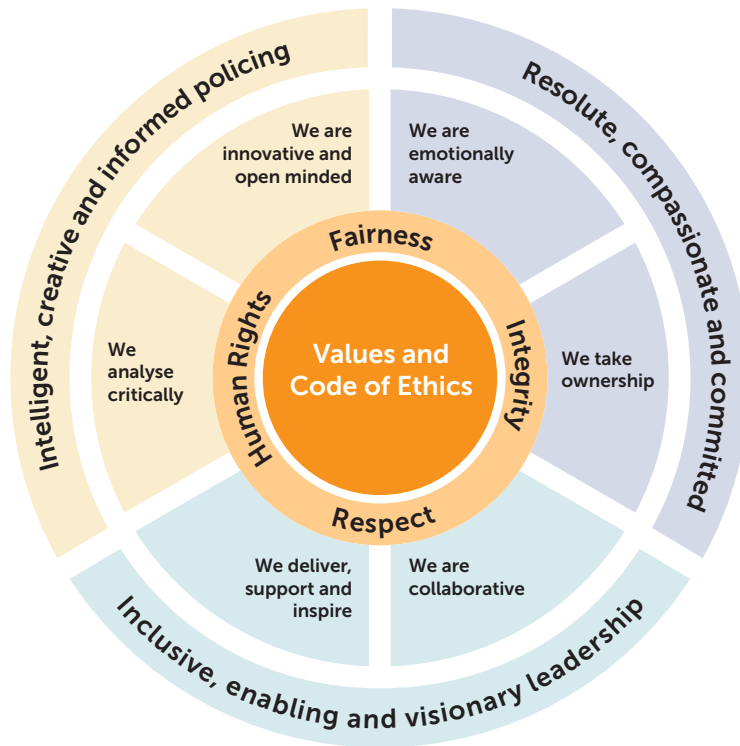 Intelligent, creative and informed policing
Resolute, compassionate and committed
Inclusive, enabling and visionary leadership
We are
innovative and
open minded
We are
emotionally
aware
We
analyse
critically
We take
ownership
We deliver,
support and
inspire
We are
collaborative
Fairness
Integrity
Respect
Human Rights
Values and
Code of Ethics